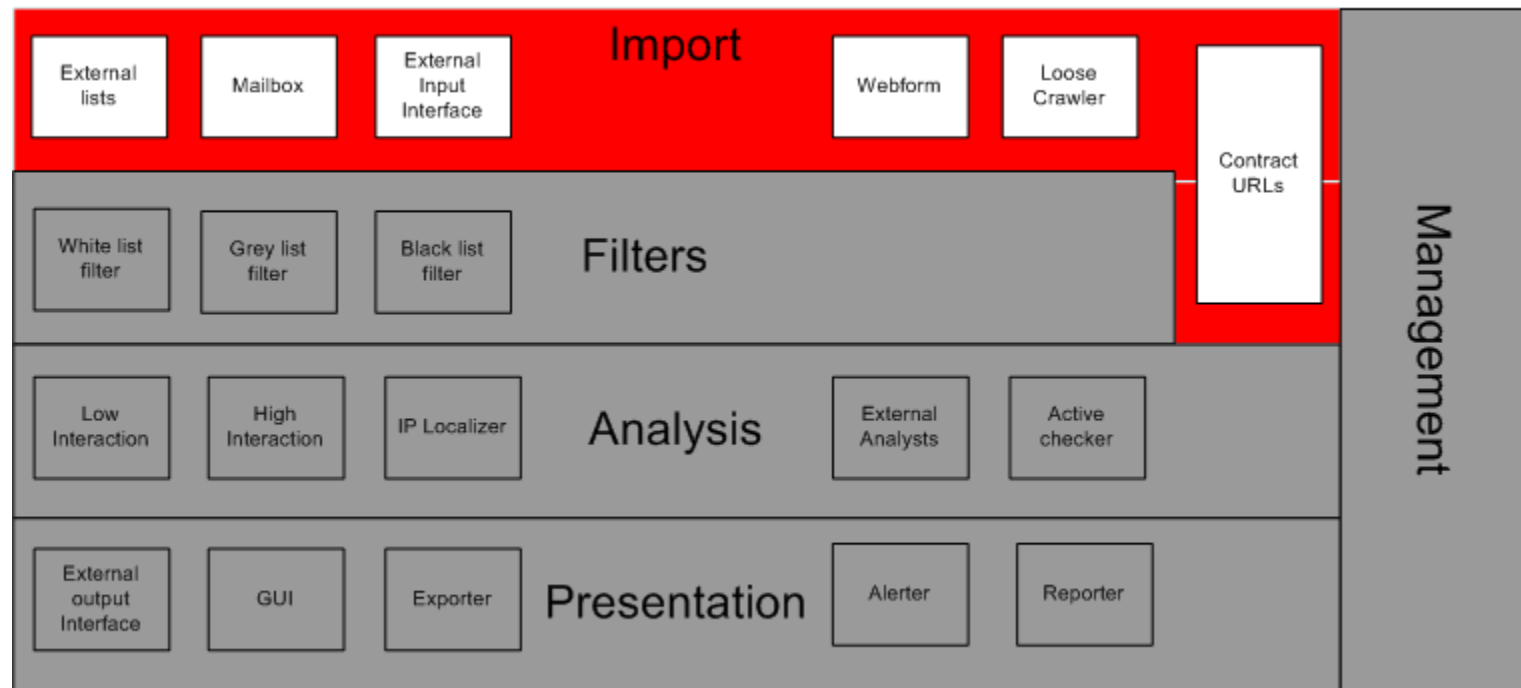 Import
External
lists
Mailbox
External
Input
Interface
Webform
Loose
Crawler
Contract
URLs
Filters
White list
filter
Grey list
filter
Black list
filter
Analysis
Low
Interaction
High
Interaction
IP Localizer
External
Analysts
Active
checker
Presentation
External
output
Interface
GUI
Exporter
Alerter
Reporter
Management